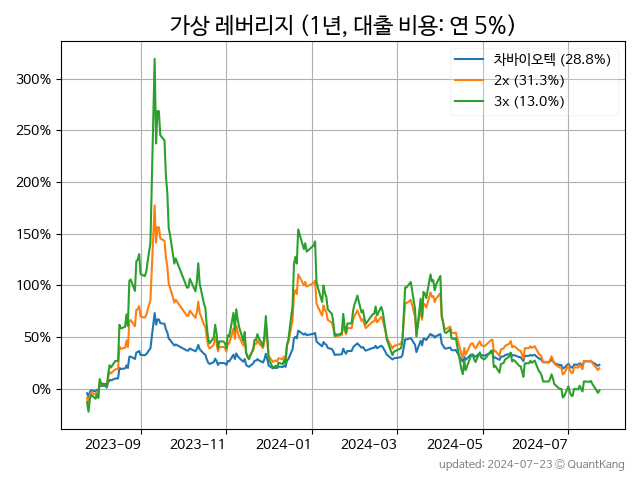 가상 레버리지 (1년, 대출 비용: 연 5%)
차바이오텍 (28.8%)
2x (31.3%)
3x (13.0%)
300%
250%
200%
150%
100%
50%
0%
2023-09
2023-11
2024-01
2024-03
2024-05
2024-07
updated: 2024-07-23 © QuantKang